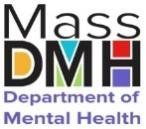 Mass
DMH
Department of
Mental Health